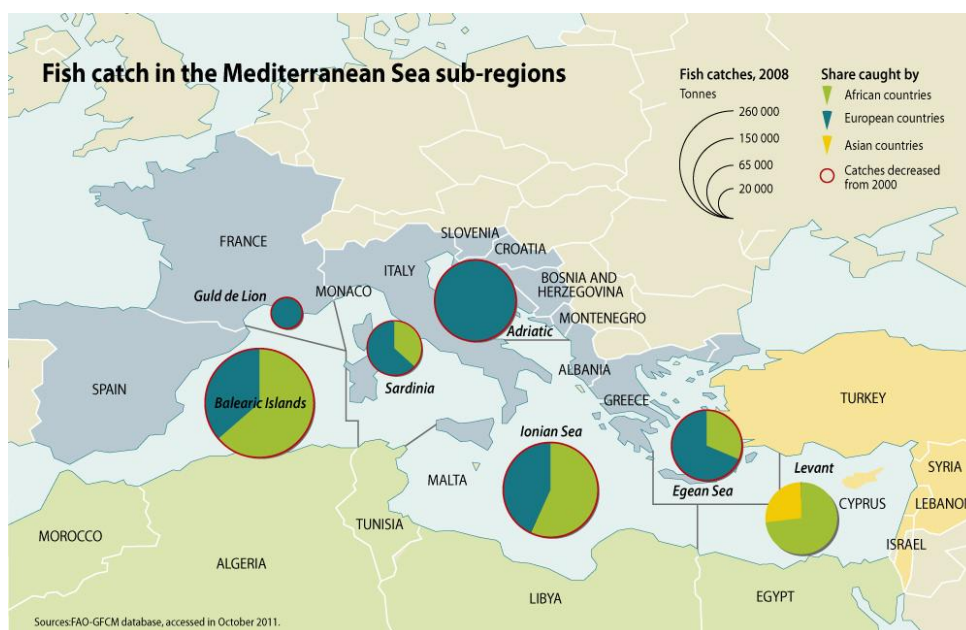 Fish catch in the Mediterranean Sea sub-regions
Fish catches, 2008
Tonnes
260 000
150 000
65 000
20 000
Share caught by
African countries
European countries
Asian countries
Catches decreased
from 2000
FRANCE
SLOVENIA
CROATIA
ITALY
BOSNIA AND
HERZEGOVINA
MONACO
Guld de Lion
MONTENEGRO
Adriatic
ALBANIA
Sardinia
SPAIN
Balearic Islands
GREECE
TURKEY
Ionian Sea
Levant
SYRIA
MALTA
Egean Sea
CYPRUS
LEBANON
MOROCCO
TUNISIA
ISRAEL
ALGERIA
LIBYA
EGYPT
Sources:FAO-GFCM database, accessed in October 2011.